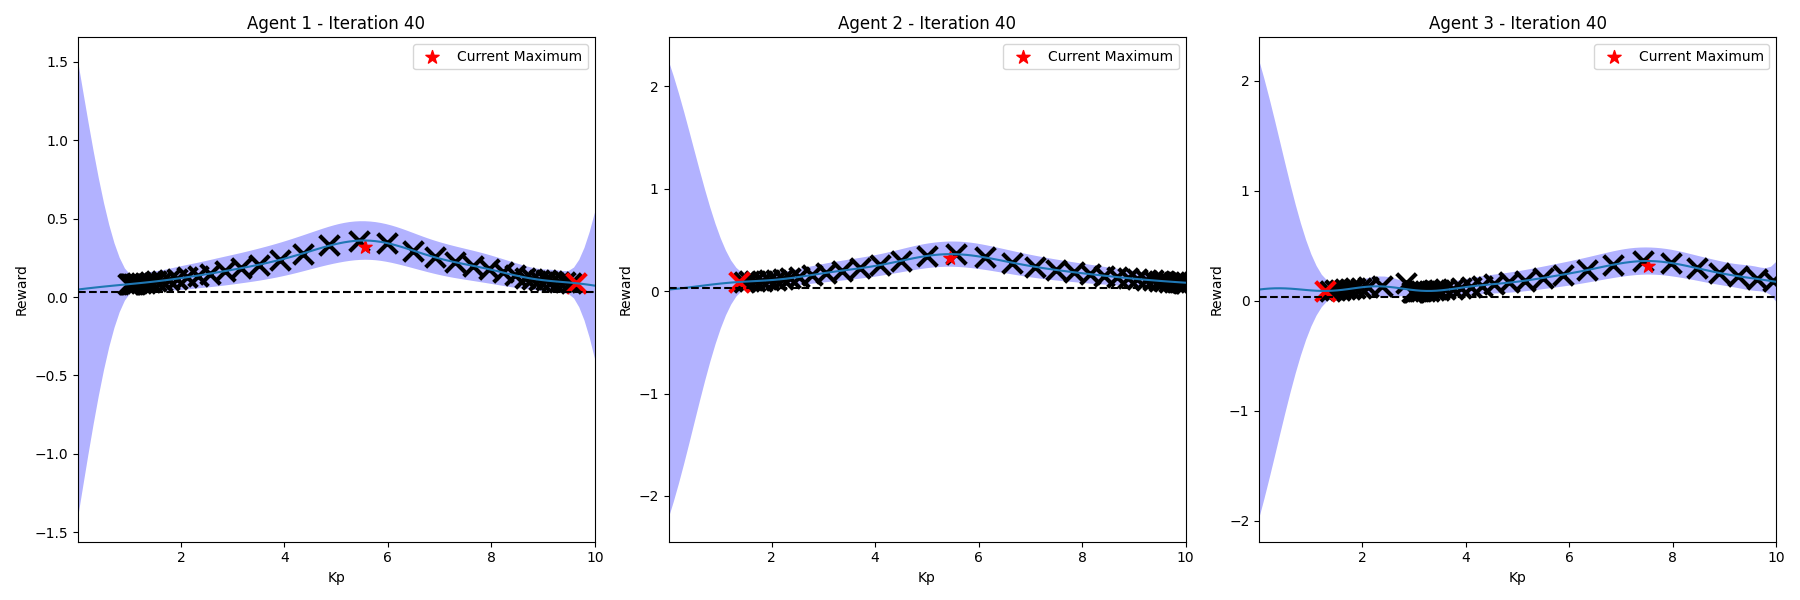 Agent 1 - Iteration 40
Current Maximum
Reward
1.5
1.0
0.5
0.0
−0.5
−1.0
−1.5
2
4
6
8
10
Kp
Agent 2 - Iteration 40
Current Maximum
Reward
2
1
0
−1
−2
2
4
6
8
10
Kp
Agent 3 - Iteration 40
Current Maximum
Reward
2
1
0
−1
−2
2
4
6
8
10
Kp